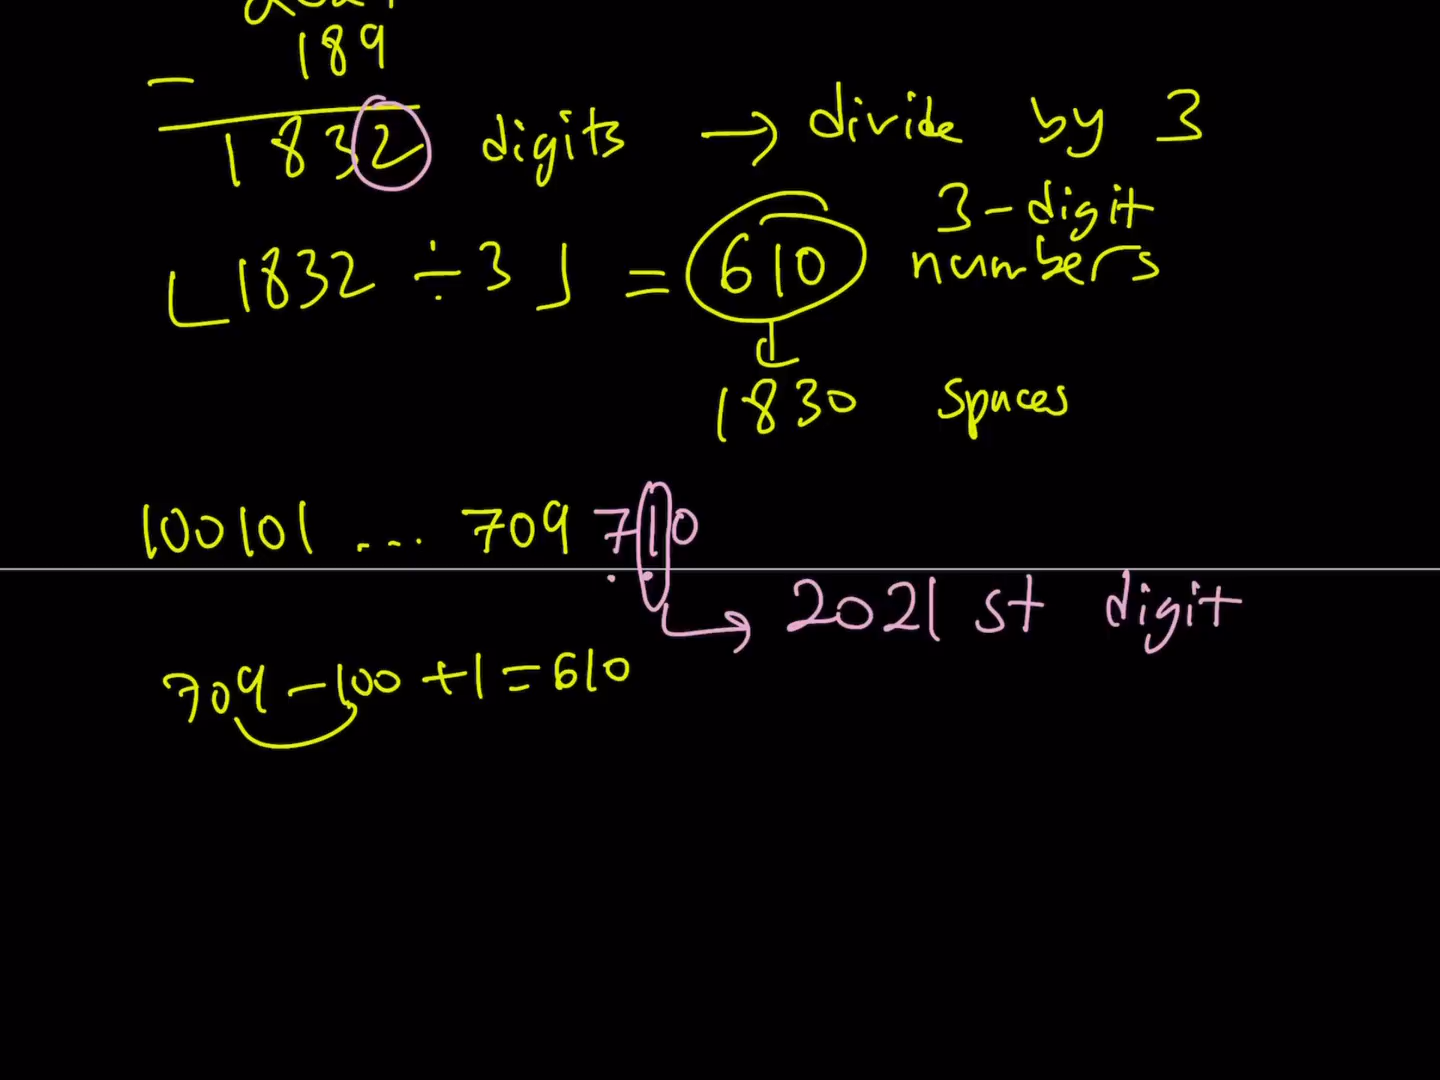 189
−
1832 digits → divide by 3
⌊1832 ÷ 3⌋ = 610 3-digit numbers
1830 spaces
100101 ... 709 710
→ 2021 st digit
709 − 100 + 1 = 610